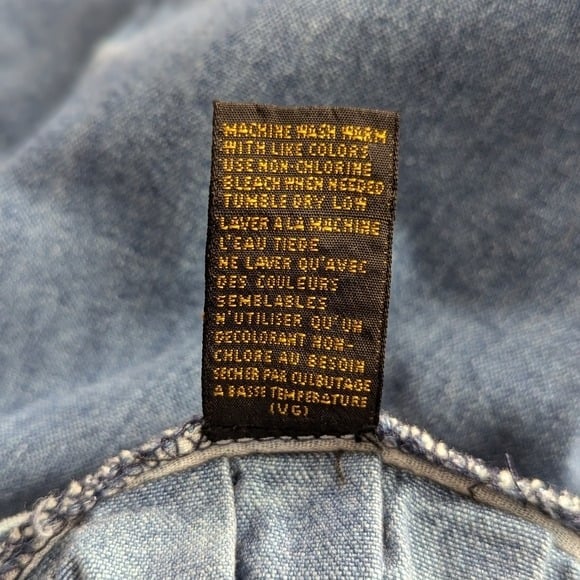 MACHINE WASH WARM
WITH LIKE COLORS
USE NON-CHLORINE
BLEACH WHEN NEEDED
TUMBLE DRY LOW
LAVER A LA MACHINE
L'EAU TIEDE
NE LAVER QU'AVEC
DES COULEURS
SEMBLABLES
N'UTILISER QU'UN
DECOLORANT NON-
CHLORE AU BESOIN
SECHER PAR CULBUTAGE
A BASSE TEMPERATURE
(VG)